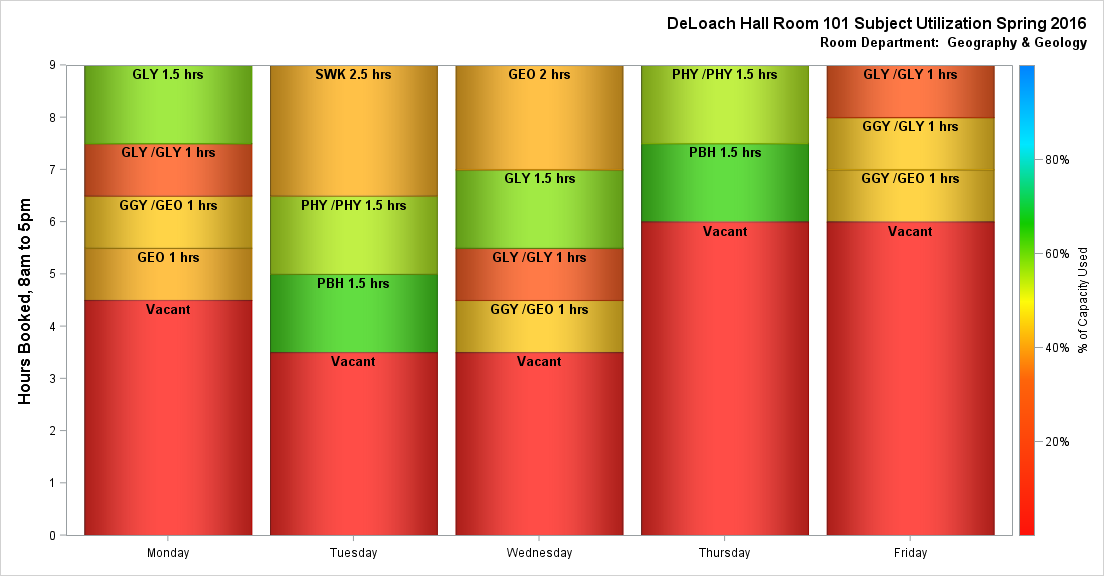 DeLoach Hall Room 101 Subject Utilization Spring 2016
Room Department:  Geography & Geology
Hours Booked, 8am to 5pm
9
8
7
6
5
4
3
2
1
0
GLY 1.5 hrs
GLY /GLY 1 hrs
GGY /GEO 1 hrs
GEO 1 hrs
Vacant
SWK 2.5 hrs
PHY /PHY 1.5 hrs
PBH 1.5 hrs
Vacant
GEO 2 hrs
GLY 1.5 hrs
GLY /GLY 1 hrs
GGY /GEO 1 hrs
Vacant
PHY /PHY 1.5 hrs
PBH 1.5 hrs
Vacant
GLY /GLY 1 hrs
GGY /GLY 1 hrs
GGY /GEO 1 hrs
Vacant
Monday
Tuesday
Wednesday
Thursday
Friday
80%
60%
40%
20%
% of Capacity Used